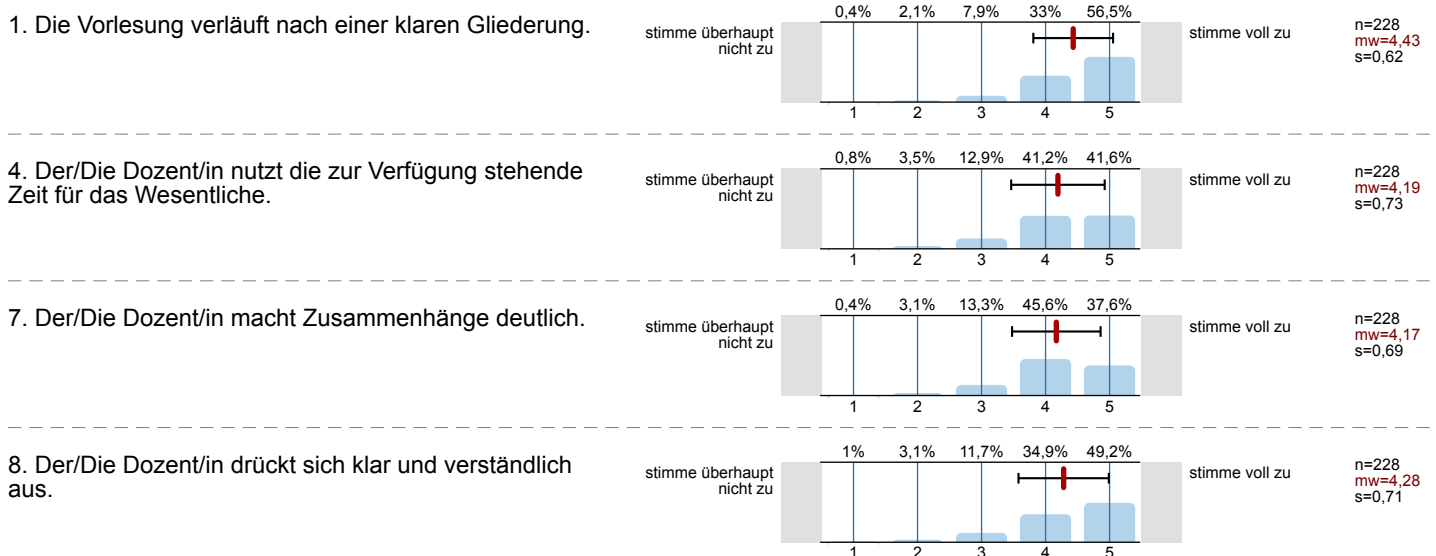 1. Die Vorlesung verläuft nach einer klaren Gliederung.
stimme überhaupt
nicht zu
0,4% 2,1% 7,9% 33% 56,5%
1 2 3 4 5
stimme voll zu
n=228
mw=4,43
s=0,62
4. Der/Die Dozent/in nutzt die zur Verfügung stehende
Zeit für das Wesentliche.
stimme überhaupt
nicht zu
0,8% 3,5% 12,9% 41,2% 41,6%
1 2 3 4 5
stimme voll zu
n=228
mw=4,19
s=0,73
7. Der/Die Dozent/in macht Zusammenhänge deutlich.
stimme überhaupt
nicht zu
0,4% 3,1% 13,3% 45,6% 37,6%
1 2 3 4 5
stimme voll zu
n=228
mw=4,17
s=0,69
8. Der/Die Dozent/in drückt sich klar und verständlich
aus.
stimme überhaupt
nicht zu
1% 3,1% 11,7% 34,9% 49,2%
1 2 3 4 5
stimme voll zu
n=228
mw=4,28
s=0,71